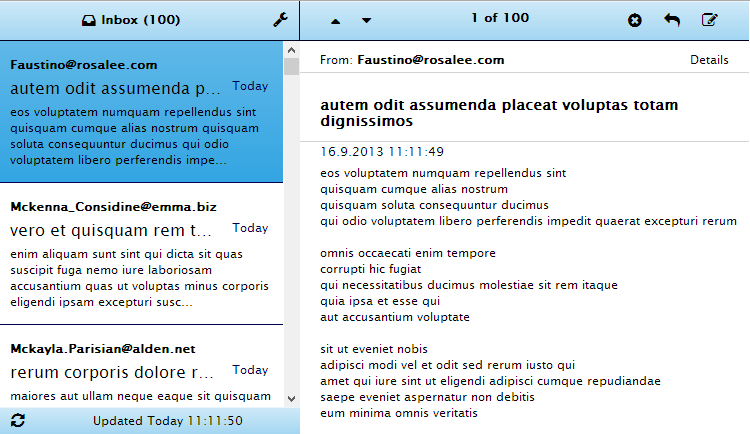 Inbox (100)
Faustino@rosalee.com
autem odit assumenda p... Today
eos voluptatem numquam repellendus sint
quisquam cumque alias nostrum quisquam
soluta consequuntur ducimus qui odio
voluptatem libero perferendis impe...
Mckenna_Considine@emma.biz
vero et quisquam rem t... Today
enim aliquam sunt sint qui dicta sit quas
suscipit fuga nemo iure laboriosam
accusantium quas ut voluptas minus corporis
eligendi ipsam excepturi susc...
Mckayla.Parisian@alden.net
rerum corporis dolore r... Today
maiores aut ullam neque eaque sit quisquam
Updated Today 11:11:50
1 of 100
From: Faustino@rosalee.com Details
autem odit assumenda placeat voluptas totam
dignissimos
16.9.2013 11:11:49
eos voluptatem numquam repellendus sint
quisquam cumque alias nostrum
quisquam soluta consequuntur ducimus
qui odio voluptatem libero perferendis impedit quaerat excepturi rerum
omnis occaecati enim tempore
corrupti hic fugiat
qui necessitatibus ducimus molestiae sit rem itaque
quia ipsa et esse qui
aut accusantium voluptate
sit ut eveniet nobis
adipisci modi vel et odit sed rerum iusto qui
amet qui iure sint ut eligendi adipisci cumque repudiandae
saepe eveniet aspernatur non debitis
eum minima omnis veritatis